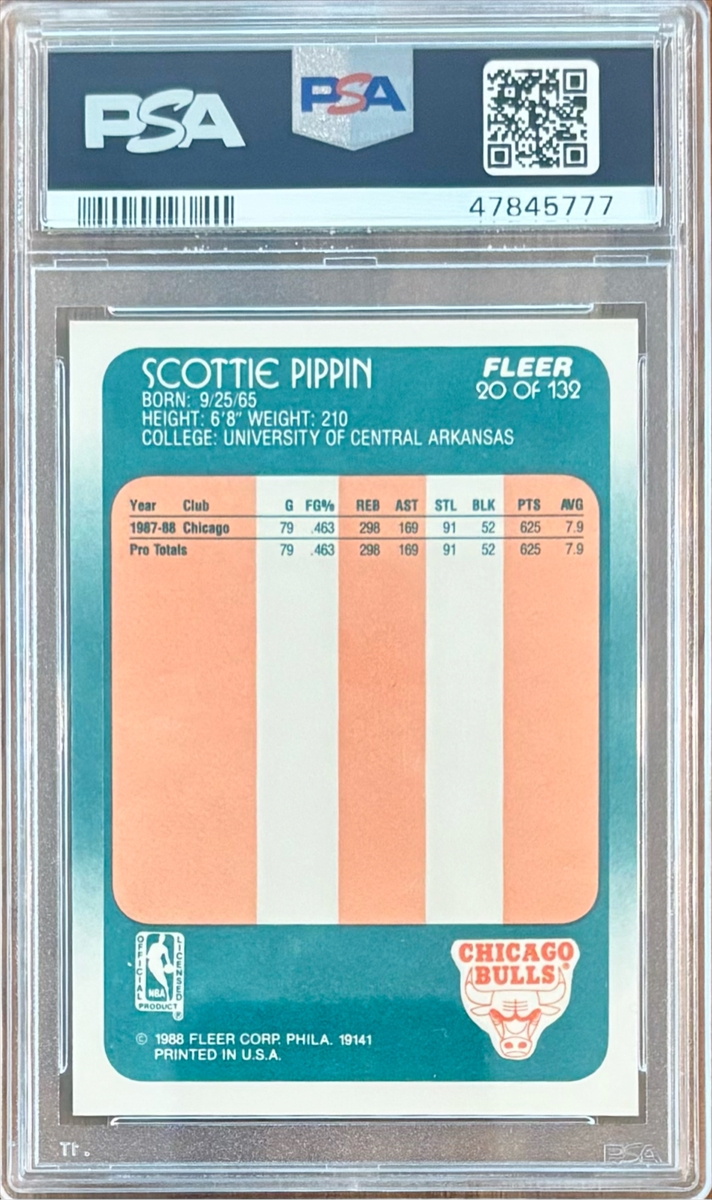 PSA PSA
47845777
SCOTTIE PIPPIN
FLEER
20 OF 132
BORN: 9/25/65
HEIGHT: 6'8" WEIGHT: 210
COLLEGE: UNIVERSITY OF CENTRAL ARKANSAS
Year Club G FG% REB AST STL BLK PTS AVG
1987-88 Chicago 79 .463 298 169 91 52 625 7.9
Pro Totals 79 .463 298 169 91 52 625 7.9
OFFICIAL LICENSED
NBA
PRODUCT
CHICAGO
BULLS
© 1988 FLEER CORP. PHILA. 19141
PRINTED IN U.S.A.
PSA